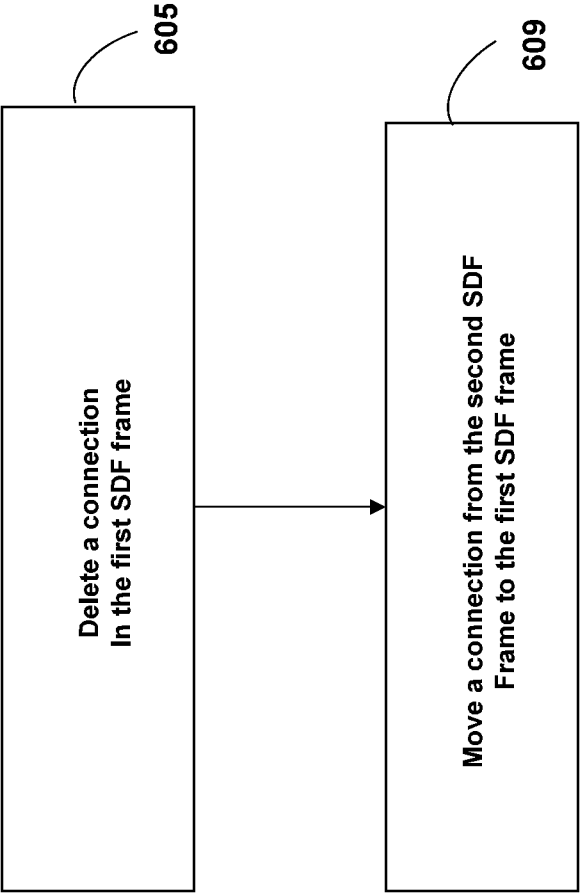 605
Delete a connection
In the first SDF frame
609
Move a connection from the second SDF
Frame to the first SDF frame